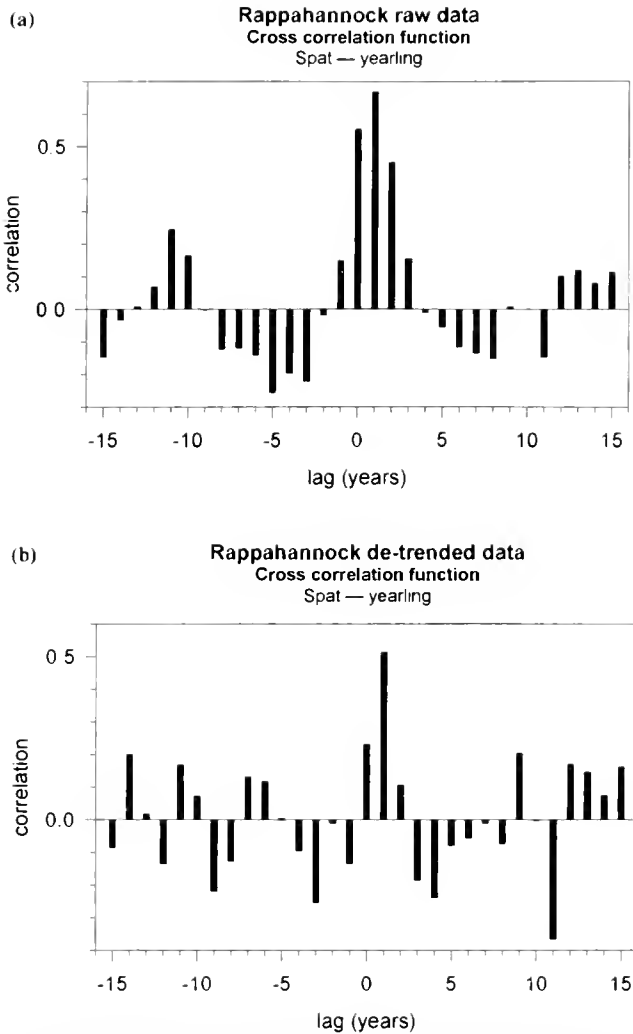 (a)
Rappahannock raw data
Cross correlation function
Spat — yearling
0.5
0 0
correlation
-15 -10 -5 0 5 10 15
lag (years)
(b)
Rappahannock de-trended data
Cross correlation function
Spat — yearling
0 5
0.0
correlation
-15 -10 -5 0 5 10 15
lag (years)